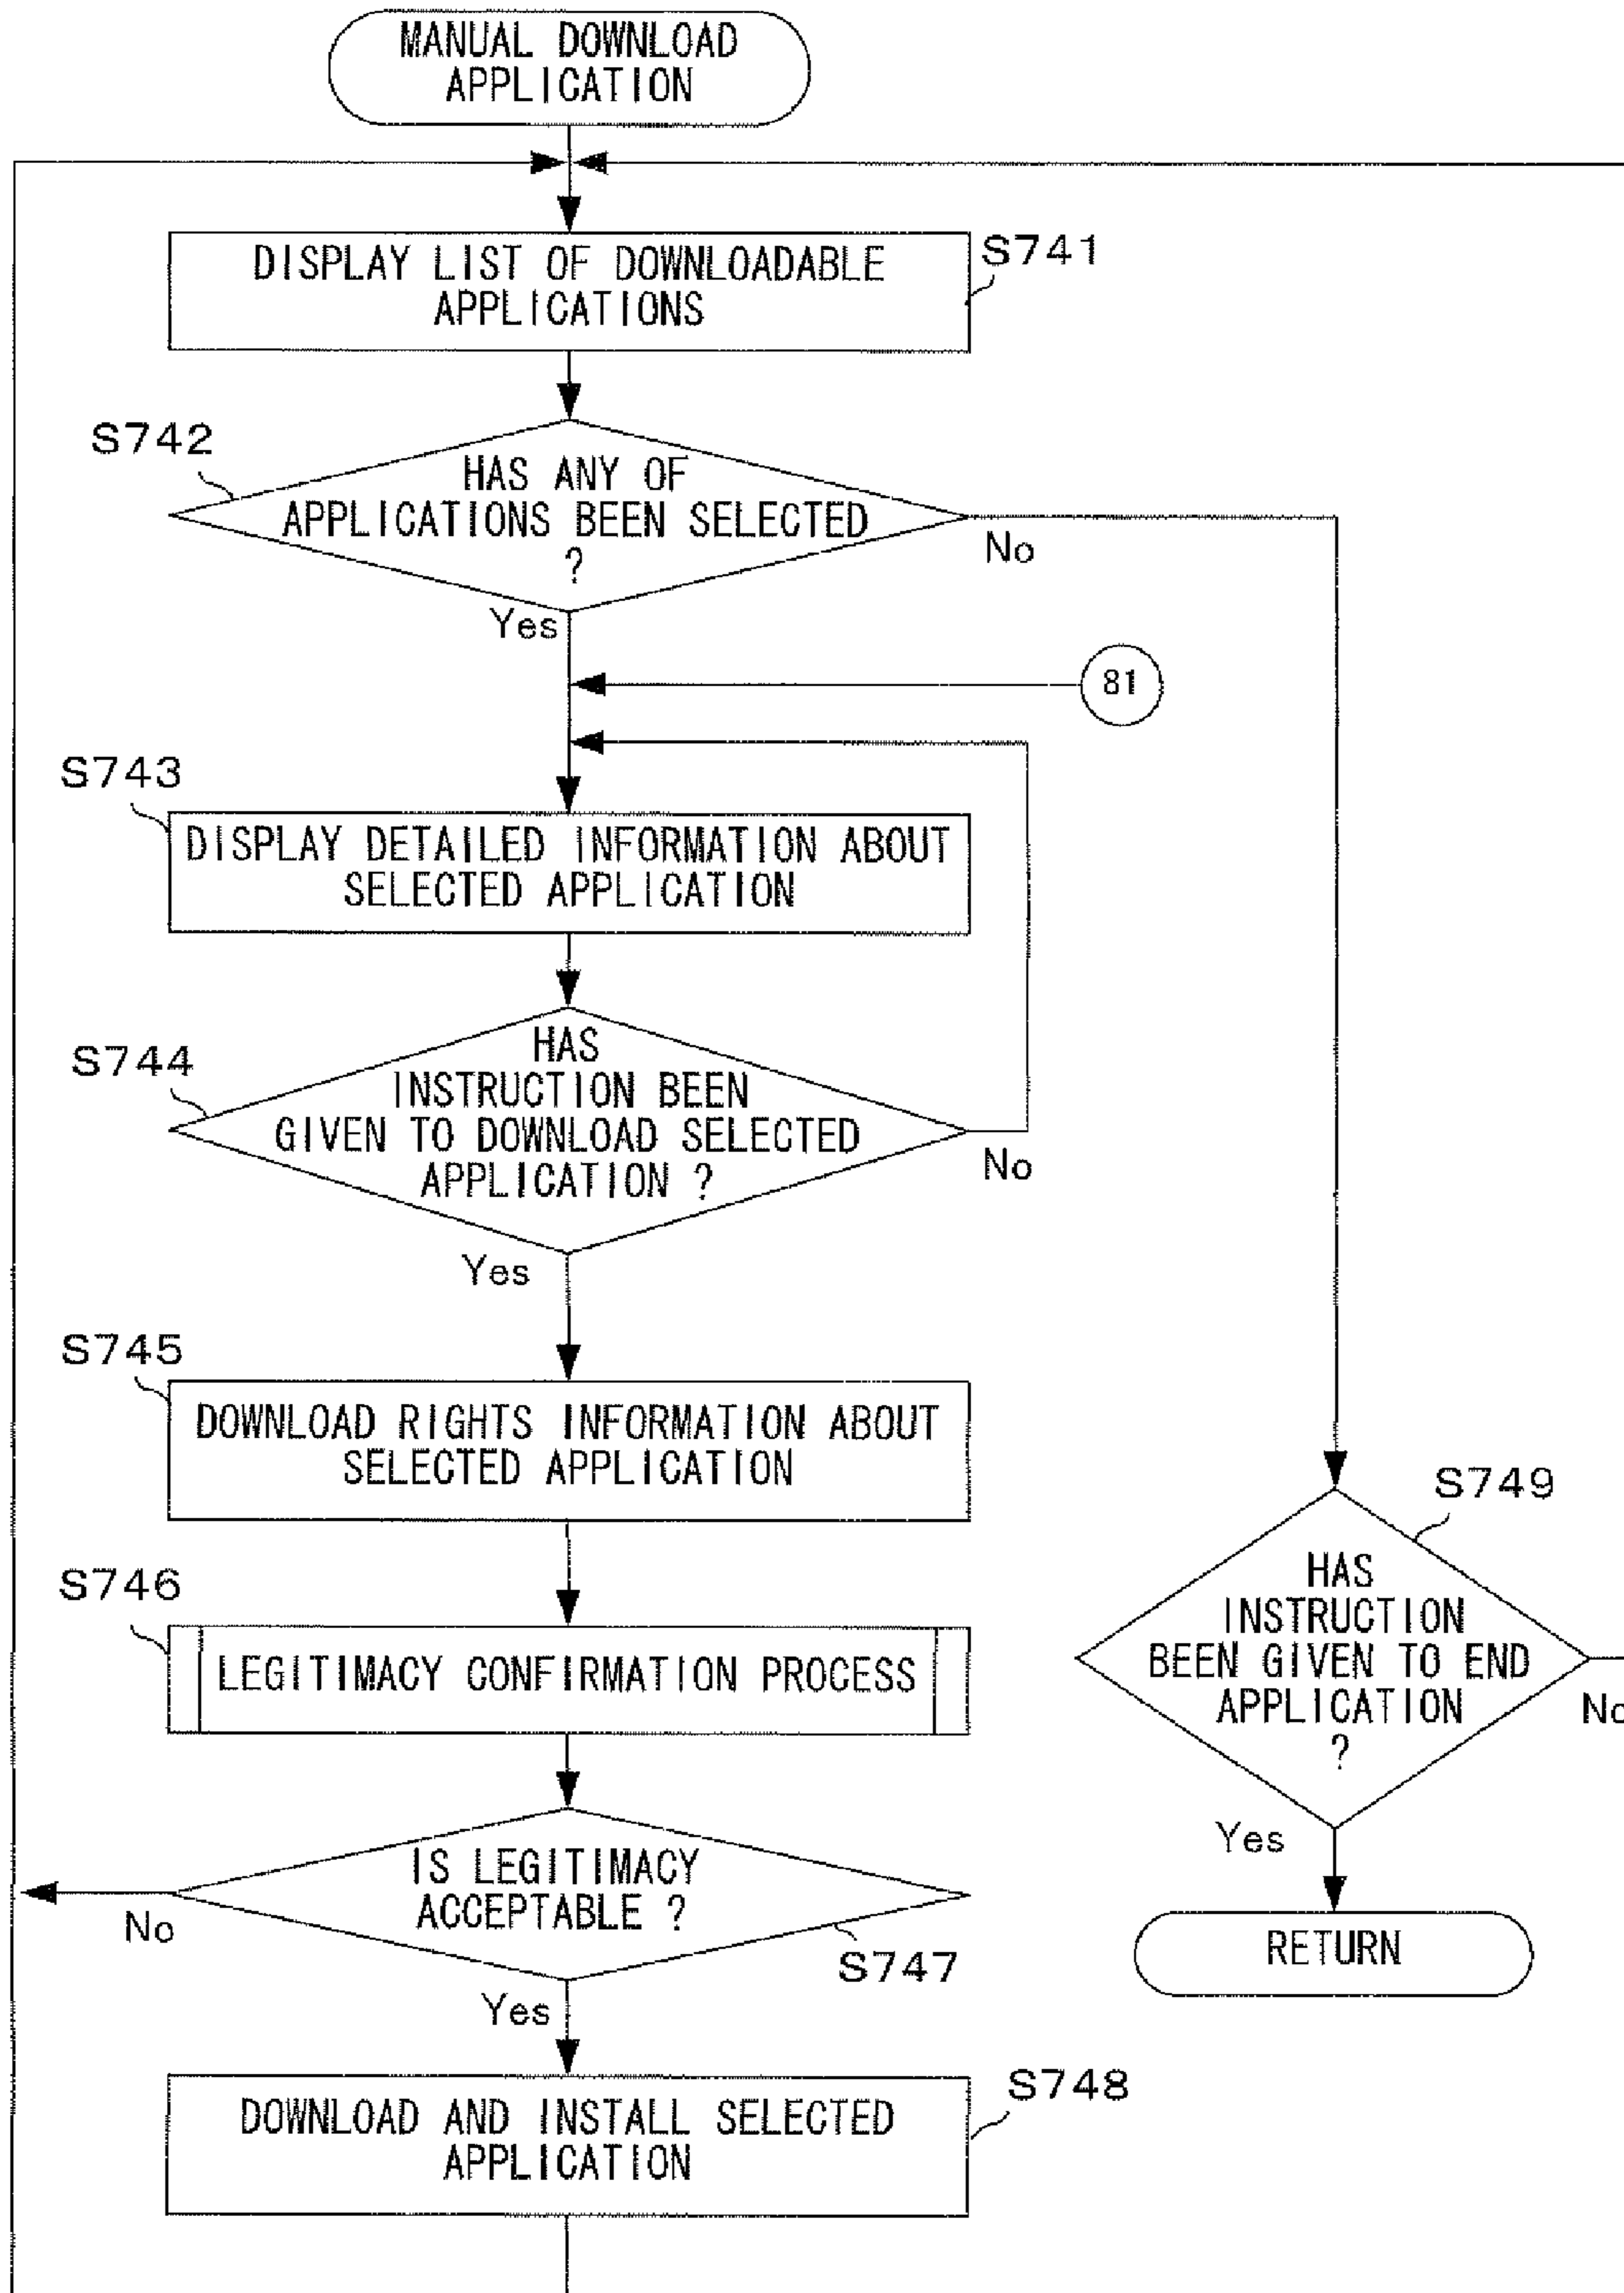 MANUAL DOWNLOAD
APPLICATION
DISPLAY LIST OF DOWNLOADABLE
APPLICATIONS
S741
S742
HAS ANY OF
APPLICATIONS BEEN SELECTED
?
No
Yes
81
S743
DISPLAY DETAILED INFORMATION ABOUT
SELECTED APPLICATION
S744
HAS
INSTRUCTION BEEN
GIVEN TO DOWNLOAD SELECTED
APPLICATION ?
No
Yes
S745
DOWNLOAD RIGHTS INFORMATION ABOUT
SELECTED APPLICATION
S746
LEGITIMACY CONFIRMATION PROCESS
S749
HAS
INSTRUCTION
BEEN GIVEN TO END
APPLICATION
?
No
Yes
RETURN
IS LEGITIMACY
ACCEPTABLE ?
No
S747
Yes
S748
DOWNLOAD AND INSTALL SELECTED
APPLICATION